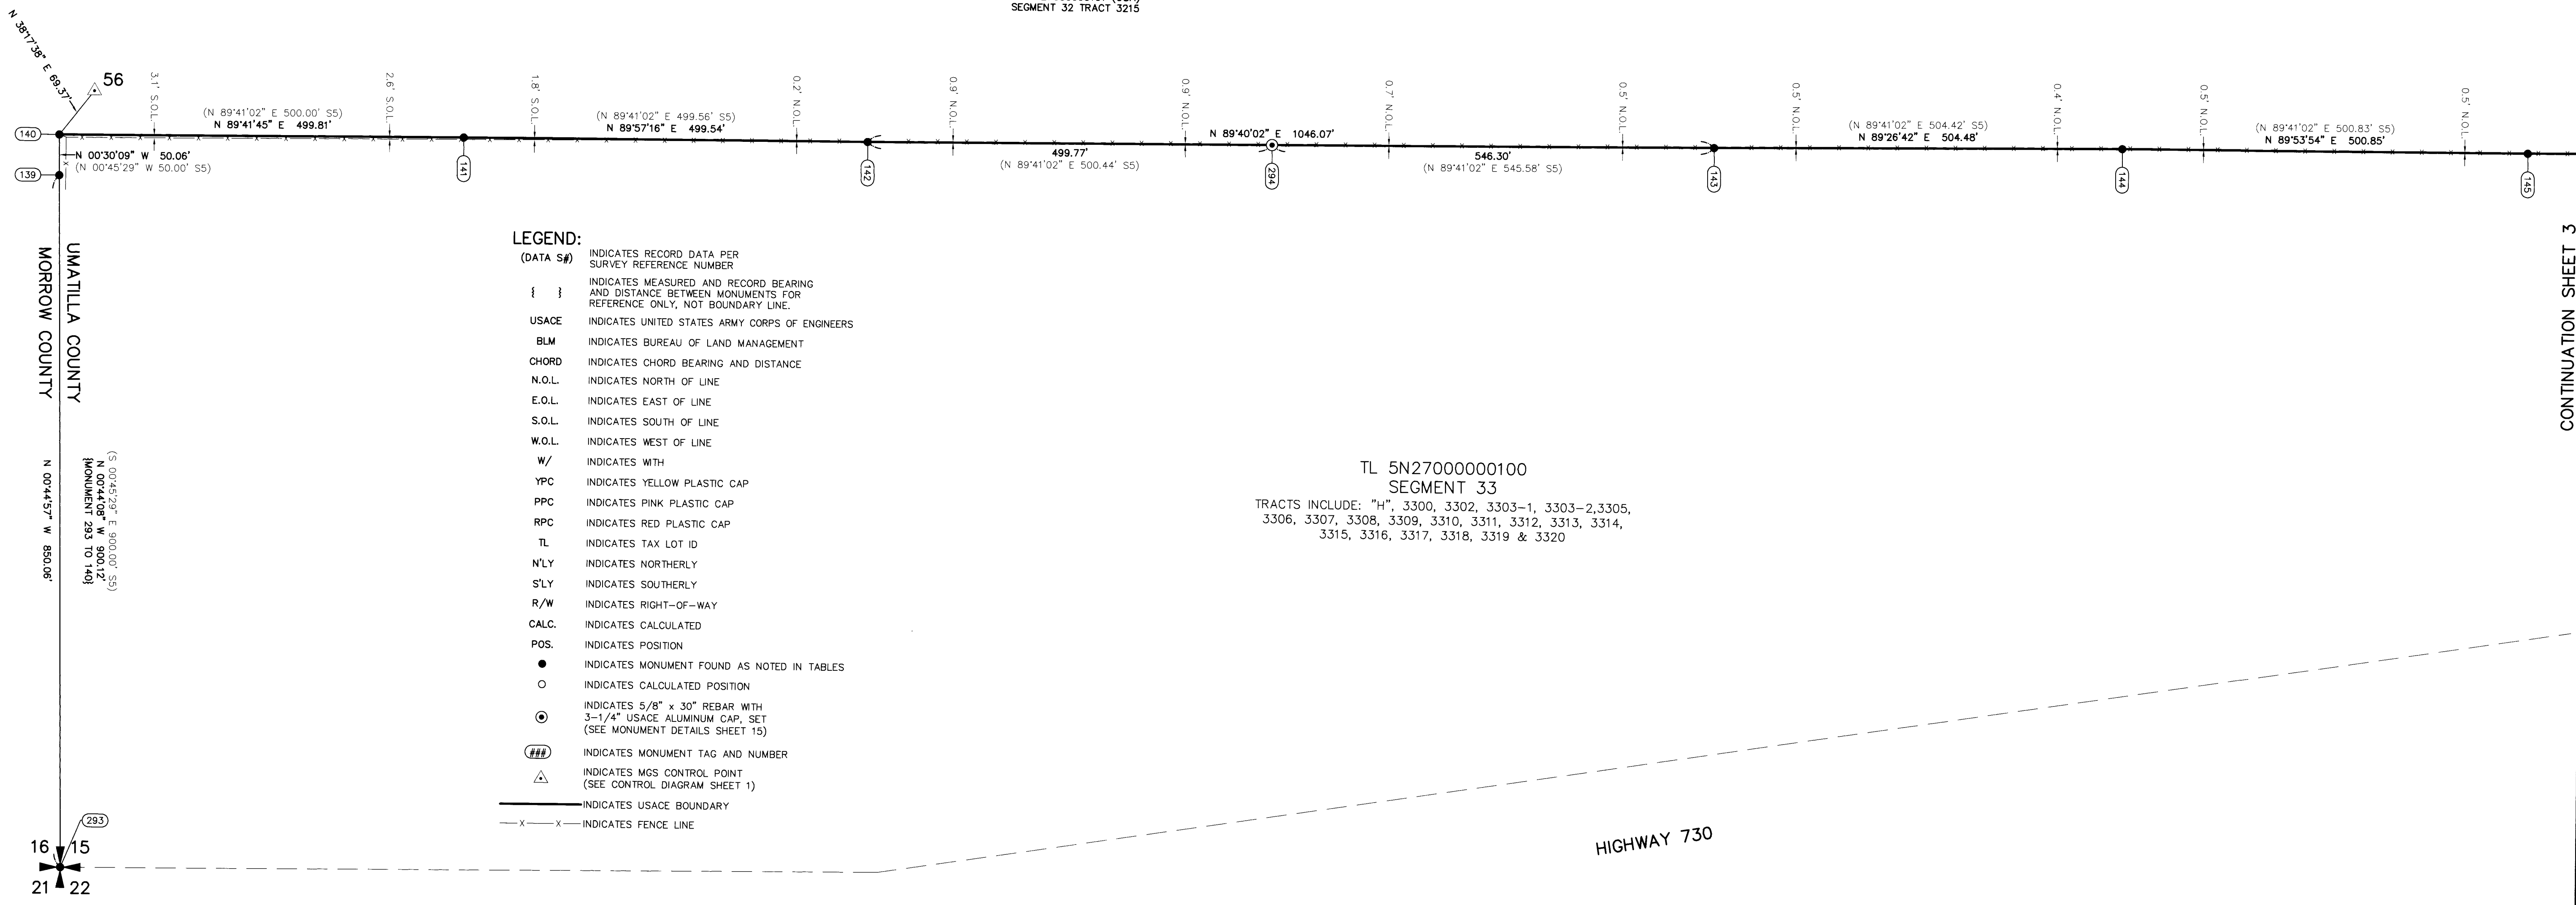 SEGMENT 32 TRACT 3215
N 38°17'38" E 69.37'
56
3.1' S.O.L.
2.6' S.O.L.
1.8' S.O.L.
0.2' N.O.L.
0.9' N.O.L.
0.9' N.O.L.
0.7' N.O.L.
0.5' N.O.L.
0.5' N.O.L.
0.4' N.O.L.
0.5' N.O.L.
0.5' N.O.L.
(N 89°41'02" E 500.00' S5)
N 89°41'45" E 499.81'
(N 89°41'02" E 499.56' S5)
N 89°57'16" E 499.54'
N 89°40'02" E 1046.07'
499.77'
(N 89°41'02" E 500.44' S5)
546.30'
(N 89°41'02" E 545.58' S5)
(N 89°41'02" E 504.42' S5)
N 89°26'42" E 504.48'
(N 89°41'02" E 500.83' S5)
N 89°53'54" E 500.85'
140
N 00°30'09" W 50.06'
(N 00°45'29" W 50.00' S5)
139
141
142
294
143
144
145
UMATILLA COUNTY
MORROW COUNTY
(S 00°45'29" E 900.00' S5)
N 00°44'08" W 900.12'
{MONUMENT 293 TO 140}
N 00°44'57" W 850.06'
LEGEND:
(DATA S#) INDICATES RECORD DATA PER
SURVEY REFERENCE NUMBER
{ } INDICATES MEASURED AND RECORD BEARING
AND DISTANCE BETWEEN MONUMENTS FOR
REFERENCE ONLY, NOT BOUNDARY LINE.
USACE INDICATES UNITED STATES ARMY CORPS OF ENGINEERS
BLM INDICATES BUREAU OF LAND MANAGEMENT
CHORD INDICATES CHORD BEARING AND DISTANCE
N.O.L. INDICATES NORTH OF LINE
E.O.L. INDICATES EAST OF LINE
S.O.L. INDICATES SOUTH OF LINE
W.O.L. INDICATES WEST OF LINE
W/ INDICATES WITH
YPC INDICATES YELLOW PLASTIC CAP
PPC INDICATES PINK PLASTIC CAP
RPC INDICATES RED PLASTIC CAP
TL INDICATES TAX LOT ID
N'LY INDICATES NORTHERLY
S'LY INDICATES SOUTHERLY
R/W INDICATES RIGHT-OF-WAY
CALC. INDICATES CALCULATED
POS. INDICATES POSITION
INDICATES MONUMENT FOUND AS NOTED IN TABLES
INDICATES CALCULATED POSITION
INDICATES 5/8" x 30" REBAR WITH
3-1/4" USACE ALUMINUM CAP, SET
(SEE MONUMENT DETAILS SHEET 15)
### INDICATES MONUMENT TAG AND NUMBER
INDICATES MGS CONTROL POINT
(SEE CONTROL DIAGRAM SHEET 1)
INDICATES USACE BOUNDARY
X X INDICATES FENCE LINE
TL 5N27000000100
SEGMENT 33
TRACTS INCLUDE: "H", 3300, 3302, 3303-1, 3303-2,3305,
3306, 3307, 3308, 3309, 3310, 3311, 3312, 3313, 3314,
3315, 3316, 3317, 3318, 3319 & 3320
CONTINUATION SHEET 3
HIGHWAY 730
293
16 15
21 22